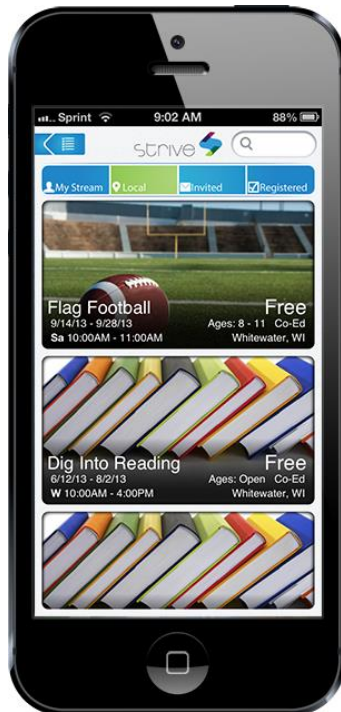 Sprint 9:02 AM 88%
strive
My Stream Local Invited Registered
Flag Football Free
9/14/13 - 9/28/13 Ages: 8 - 11 Co-Ed
Sa 10:00AM - 11:00AM Whitewater, WI
Dig Into Reading Free
6/12/13 - 8/2/13 Ages: Open Co-Ed
W 10:00AM - 4:00PM Whitewater, WI